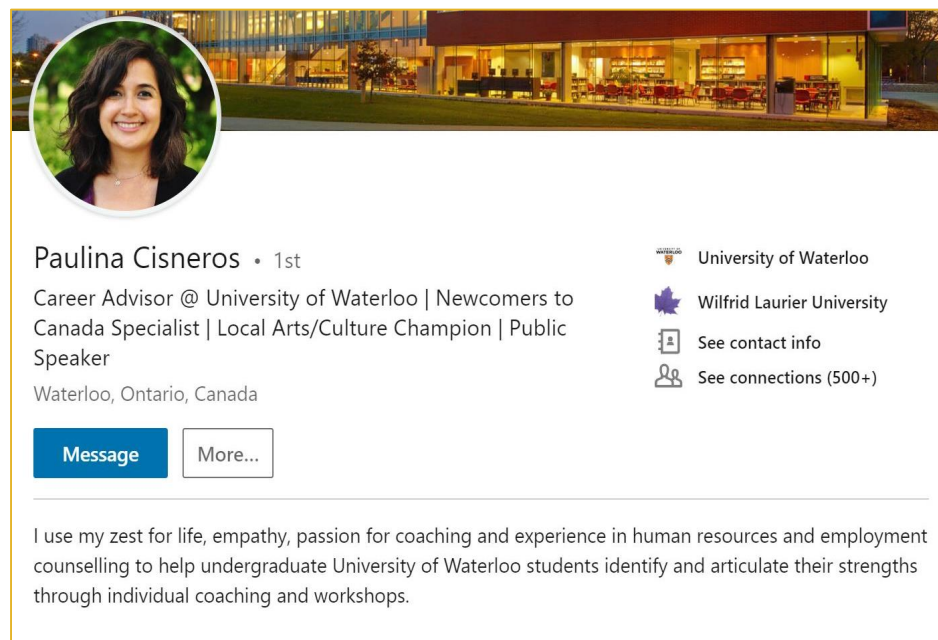 Paulina Cisneros • 1st
Career Advisor @ University of Waterloo | Newcomers to
Canada Specialist | Local Arts/Culture Champion | Public
Speaker
Waterloo, Ontario, Canada
Message
More...
WATERLOO
University of Waterloo
Wilfrid Laurier University
See contact info
See connections (500+)
I use my zest for life, empathy, passion for coaching and experience in human resources and employment
counselling to help undergraduate University of Waterloo students identify and articulate their strengths
through individual coaching and workshops.